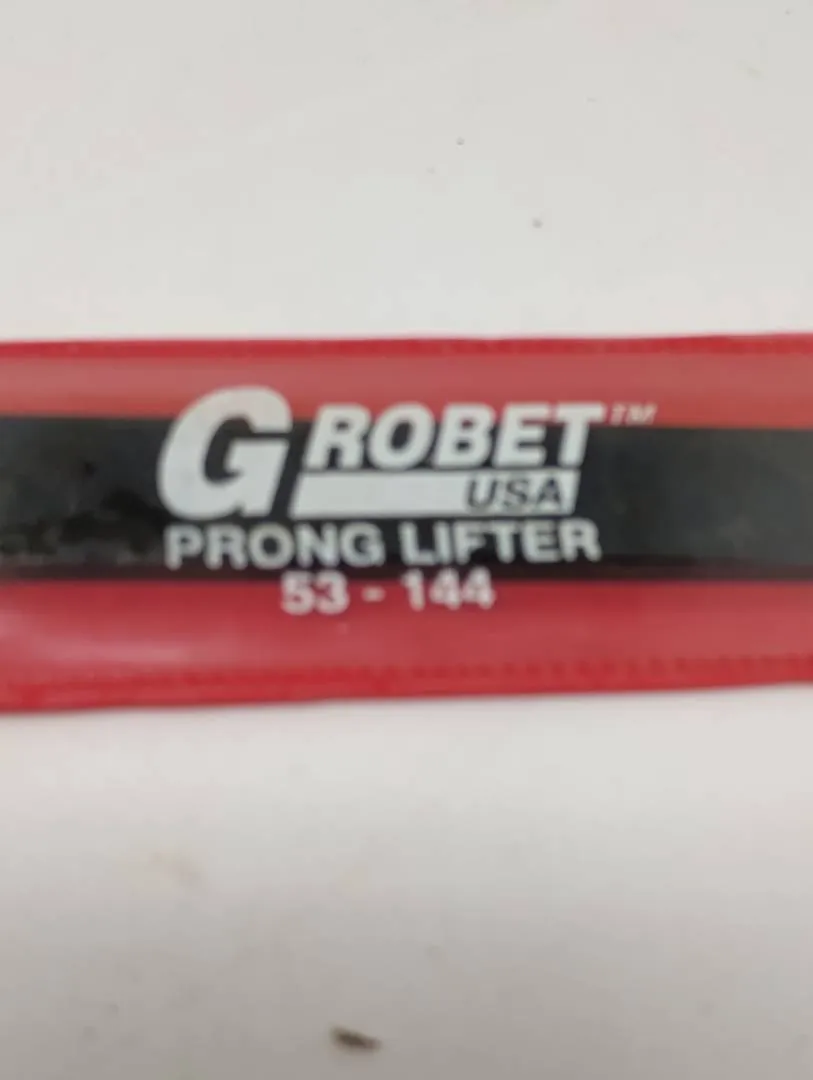 GROBET™
USA
PRONG LIFTER
53 - 144